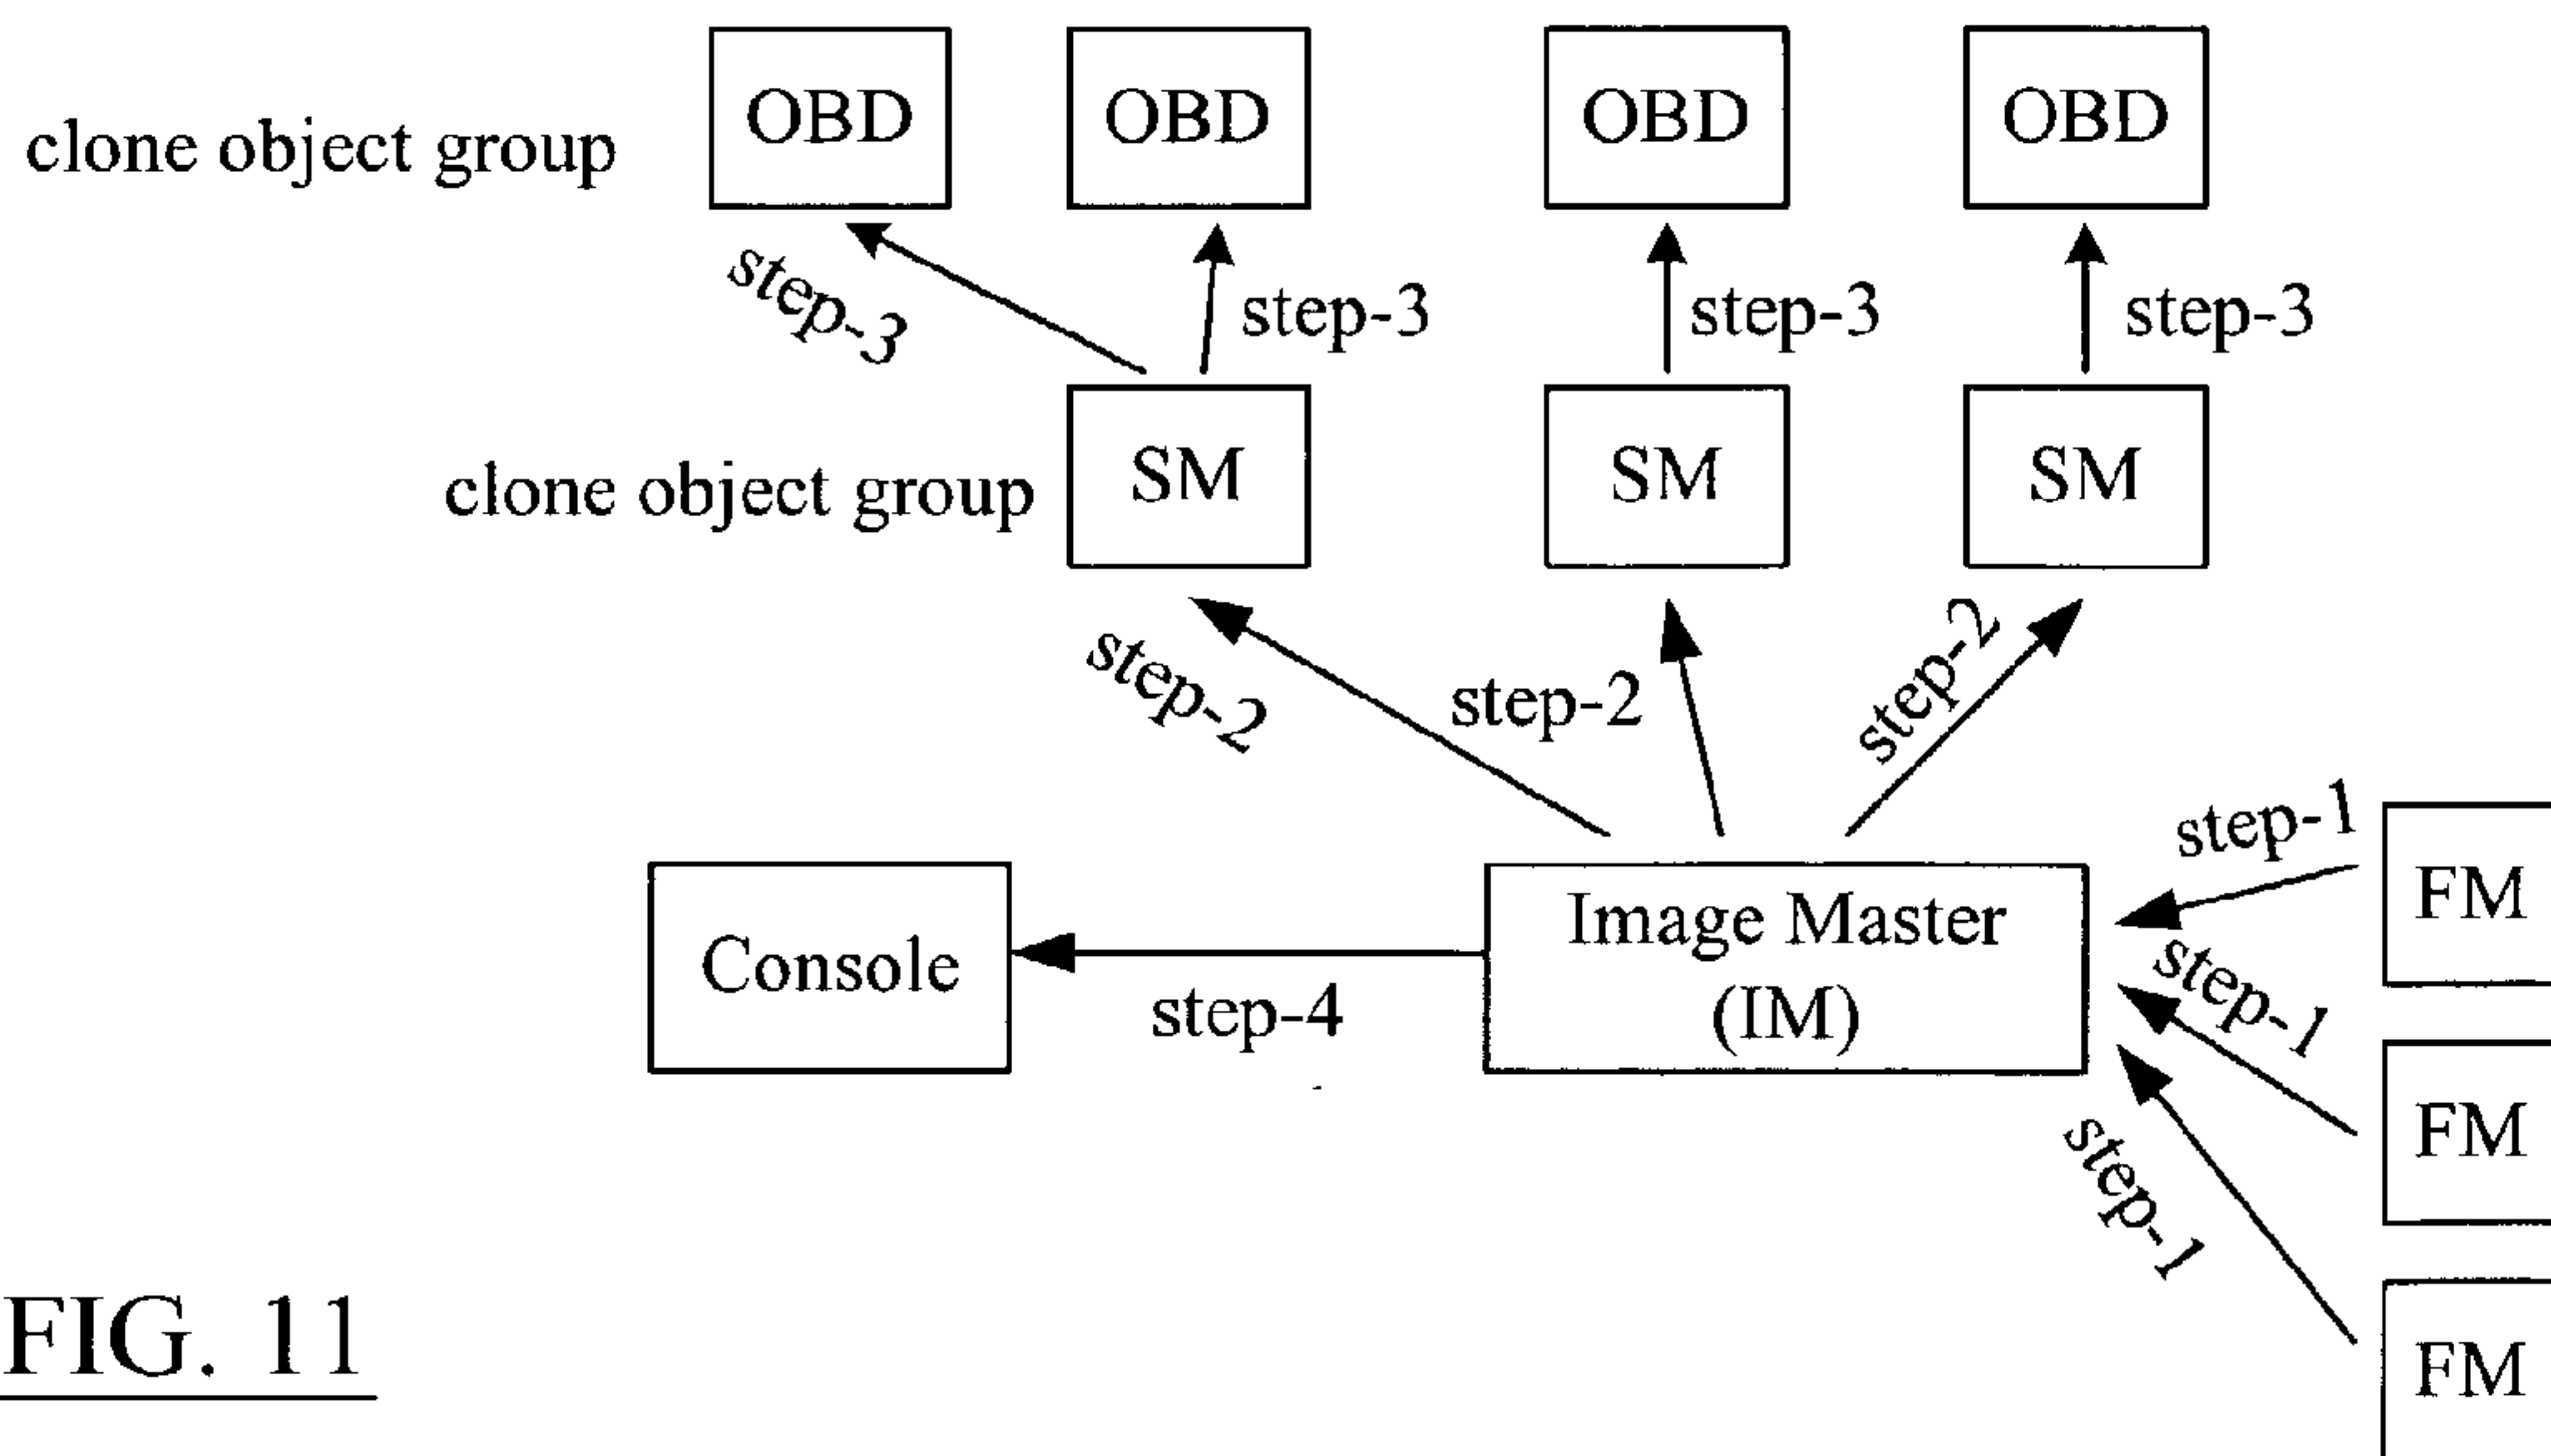 OBD OBD OBD OBD
clone object group
step-3 step-3 step-3 step-3
SM SM SM
clone object group
step-2 step-2 step-2
step-1
FM
Image Master
(IM)
Console
step-4
step-1
FM
step-1
FM
FIG. 11